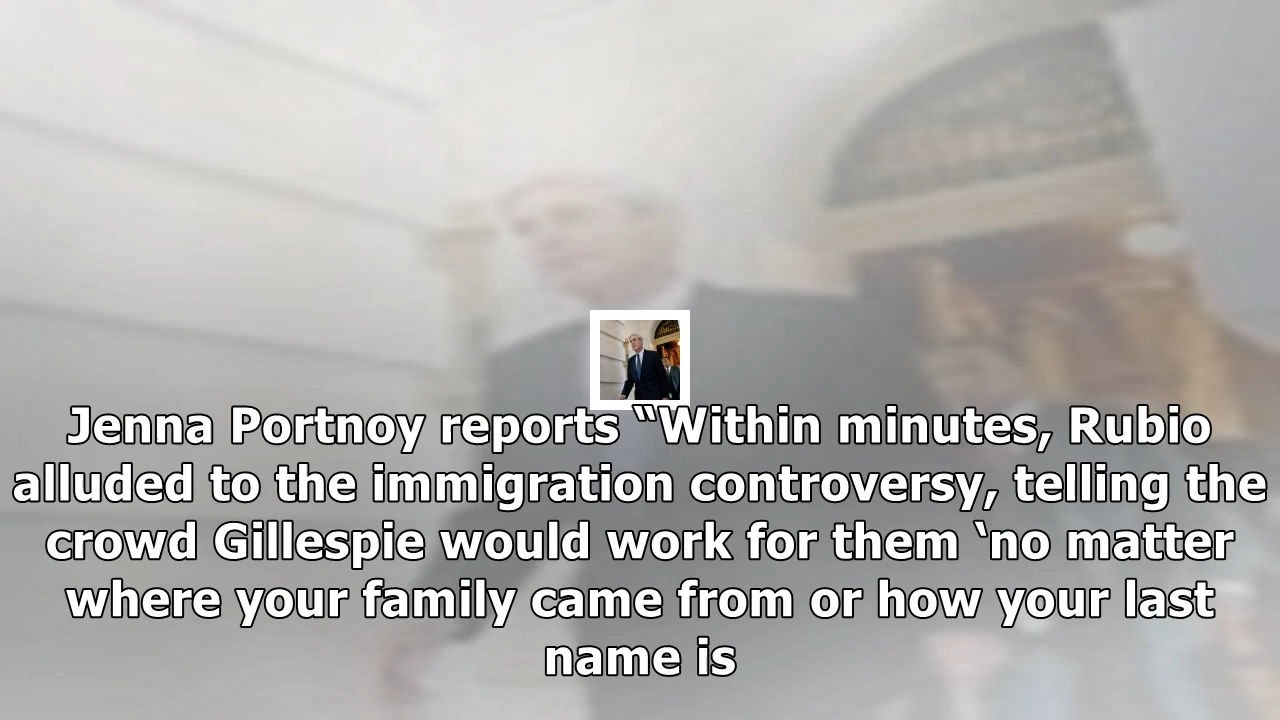 Jenna Portnoy reports “Within minutes, Rubio
alluded to the immigration controversy, telling the
crowd Gillespie would work for them ‘no matter
where your family came from or how your last
name is